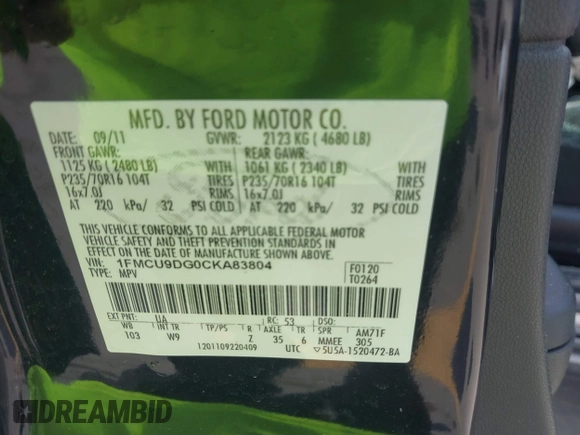 MFD. BY FORD MOTOR CO.
DATE: 09/11 GVWR: 2123 KG ( 4680 LB)
FRONT GAWR: REAR GAWR:
1125 KG ( 2480 LB) WITH 1061 KG ( 2340 LB) WITH
P235/70R16 104T TIRES P235/70R16 104T TIRES
16x7.0J RIMS 16x7.0J RIMS
AT 220 kPa/ 32 PSI COLD AT 220 kPa/ 32 PSI COLD
THIS VEHICLE CONFORMS TO ALL APPLICABLE FEDERAL MOTOR
VEHICLE SAFETY AND THEFT PREVENTION STANDARDS IN EFFECT ON
THE DATE OF MANUFACTURE SHOWN ABOVE.
VIN: 1FMCU9DG0CKA83804 F0120
TYPE: MPV T0264
EXT PNT: UA RC: 53 DSO:
WB INT TR TP/PS R AXLE TR SPR AM71F
103 W9 Z 35 6 MMEE 305
1201109220409 UTC 5U5A-1520472-BA
DREAMBID